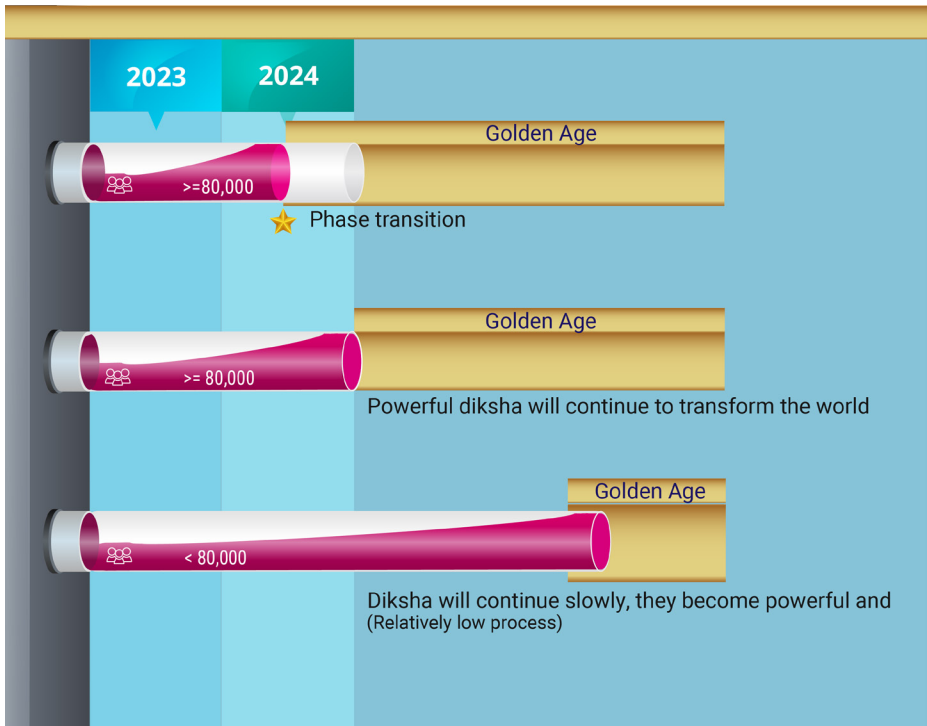 2023
2024
Golden Age
>=80,000
Phase transition
Golden Age
>= 80,000
Powerful diksha will continue to transform the world
Golden Age
< 80,000
Diksha will continue slowly, they become powerful and
(Relatively low process)